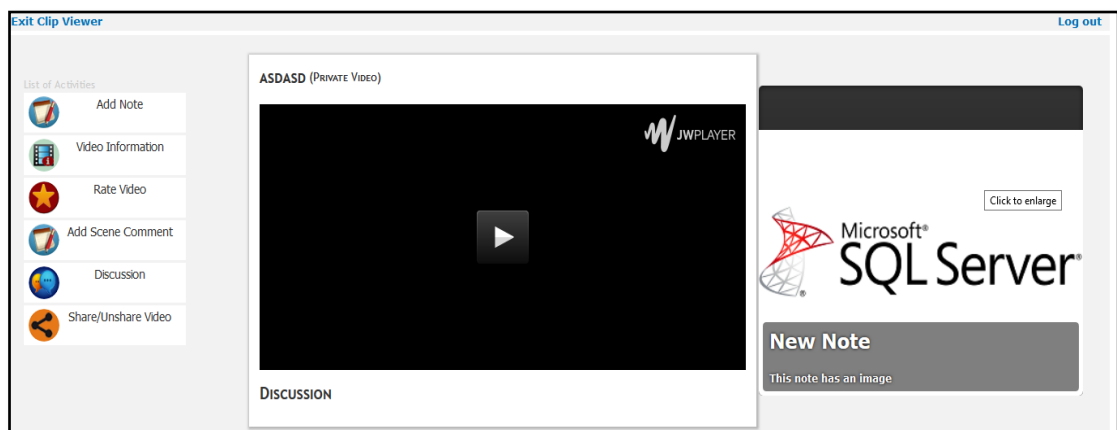 Exit Clip Viewer
Log out
List of Activities
Add Note
Video Information
Rate Video
Add Scene Comment
Discussion
Share/Unshare Video
ASDASD (PRIVATE VIDEO)
JWPLAYER
DISCUSSION
Click to enlarge
Microsoft®
SQL Server®
New Note
This note has an image